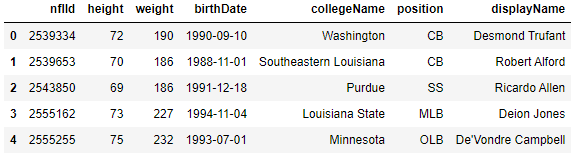 nflId height weight birthDate collegeName position displayName
0 2539334 72 190 1990-09-10 Washington CB Desmond Trufant
1 2539653 70 186 1988-11-01 Southeastern Louisiana CB Robert Alford
2 2543850 69 186 1991-12-18 Purdue SS Ricardo Allen
3 2555162 73 227 1994-11-04 Louisiana State MLB Deion Jones
4 2555255 75 232 1993-07-01 Minnesota OLB De'Vondre Campbell